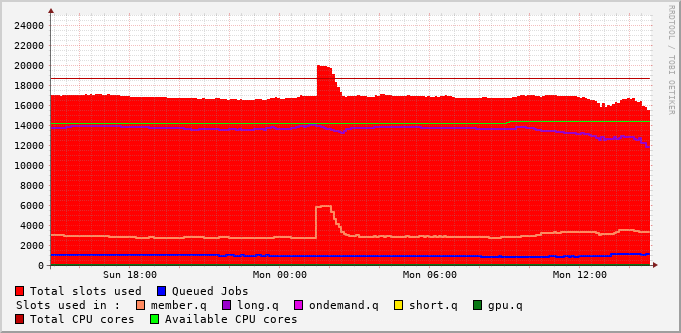 24000
22000
20000
18000
16000
14000
12000
10000
8000
6000
4000
2000
0
Sun 18:00 Mon 00:00 Mon 06:00 Mon 12:00
RRDTOOL / TOBI OETIKER
Total slots used Queued Jobs
Slots used in : member.q long.q ondemand.q short.q gpu.q
Total CPU cores Available CPU cores